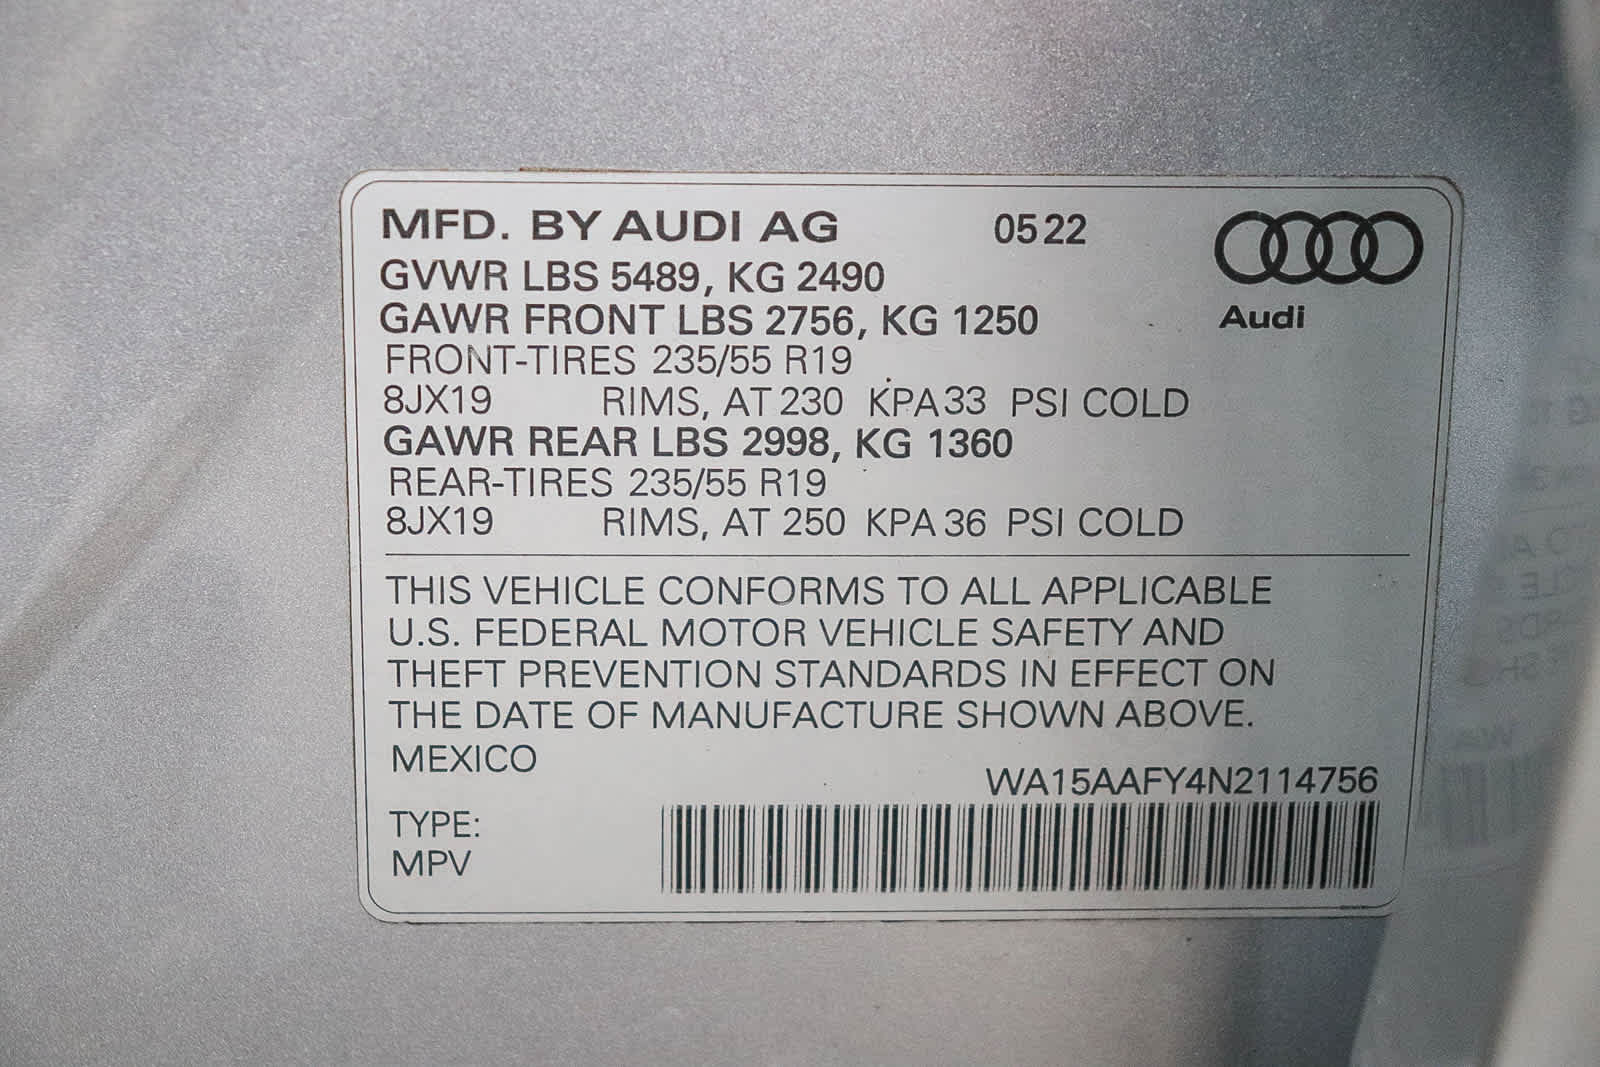 MFD. BY AUDI AG 05 22
GVWR LBS 5489, KG 2490
GAWR FRONT LBS 2756, KG 1250
Audi
FRONT-TIRES 235/55 R19
8JX19 RIMS, AT 230 KPA 33 PSI COLD
GAWR REAR LBS 2998, KG 1360
REAR-TIRES 235/55 R19
8JX19 RIMS, AT 250 KPA 36 PSI COLD
THIS VEHICLE CONFORMS TO ALL APPLICABLE
U.S. FEDERAL MOTOR VEHICLE SAFETY AND
THEFT PREVENTION STANDARDS IN EFFECT ON
THE DATE OF MANUFACTURE SHOWN ABOVE.
MEXICO
WA15AAFY4N2114756
TYPE:
MPV